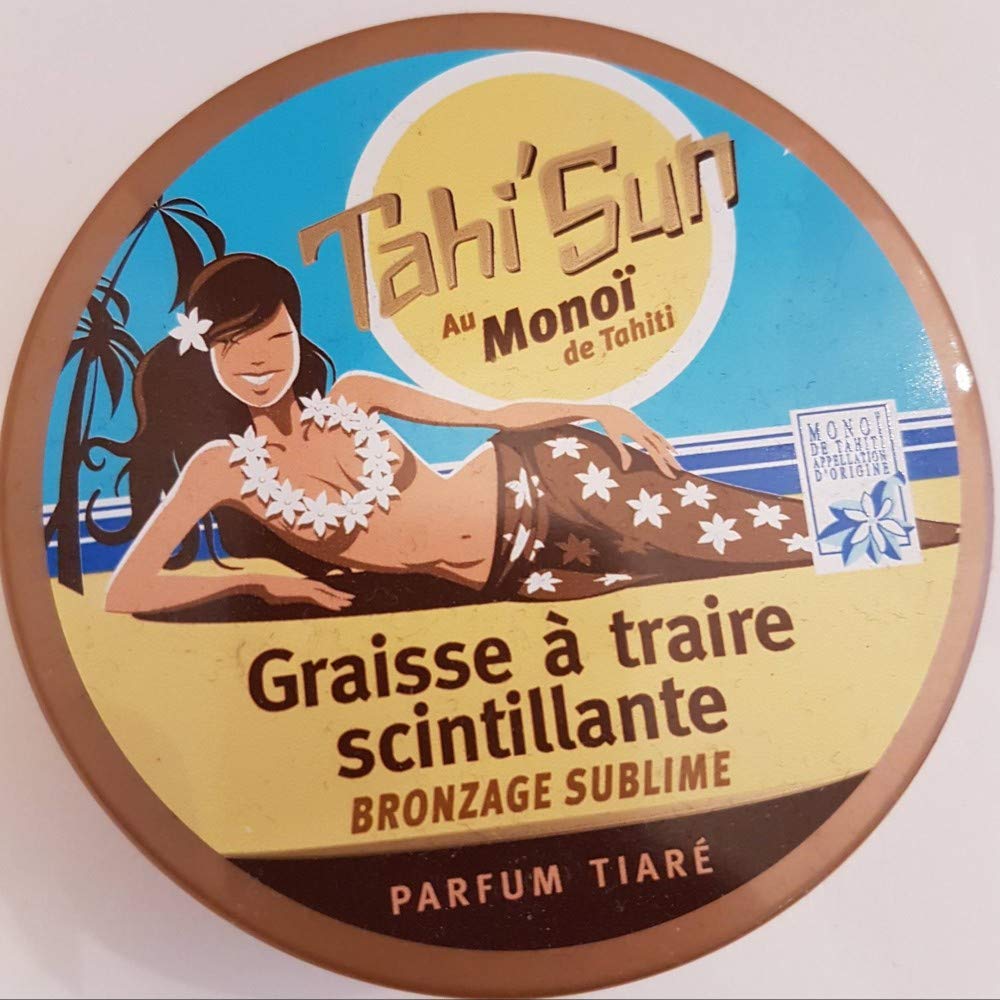 Tahi'Sun
Au Monoï
de Tahiti
MONOÏ
DE TAHITI
APPELLATION
D'ORIGINE
Graisse à traire
scintillante
BRONZAGE SUBLIME
PARFUM TIARÉ